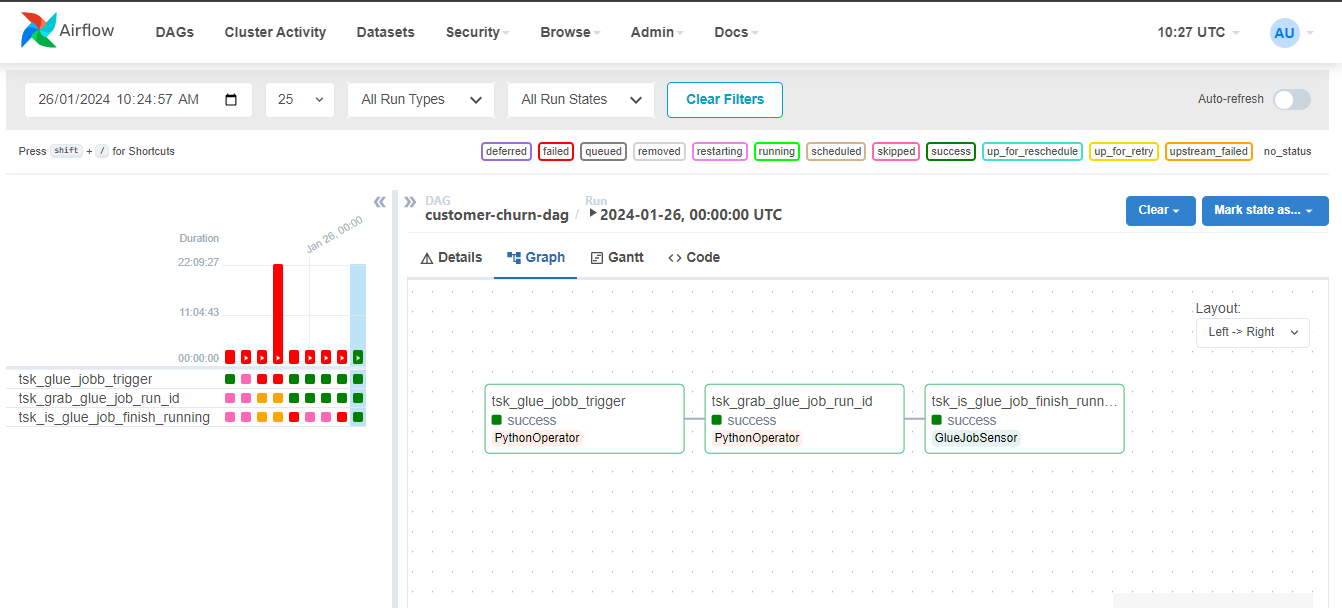 Airflow DAGs Cluster Activity Datasets Security Browse Admin Docs 10:27 UTC AU
26/01/2024 10:24:57 AM 25 All Run Types All Run States Clear Filters Auto-refresh
Press shift + / for Shortcuts deferred failed queued removed restarting running scheduled skipped success up_for_reschedule up_for_retry upstream_failed no_status
DAG
customer-churn-dag / Run
2024-01-26, 00:00:00 UTC
Clear Mark state as...
Details Graph Gantt Code
Duration
Jan 26, 00:00
22:09:27
11:04:43
00:00:00
tsk_glue_jobb_trigger
tsk_grab_glue_job_run_id
tsk_is_glue_job_finish_running
Layout:
Left -> Right
tsk_glue_jobb_trigger
success
PythonOperator
tsk_grab_glue_job_run_id
success
PythonOperator
tsk_is_glue_job_finish_runn...
success
GlueJobSensor